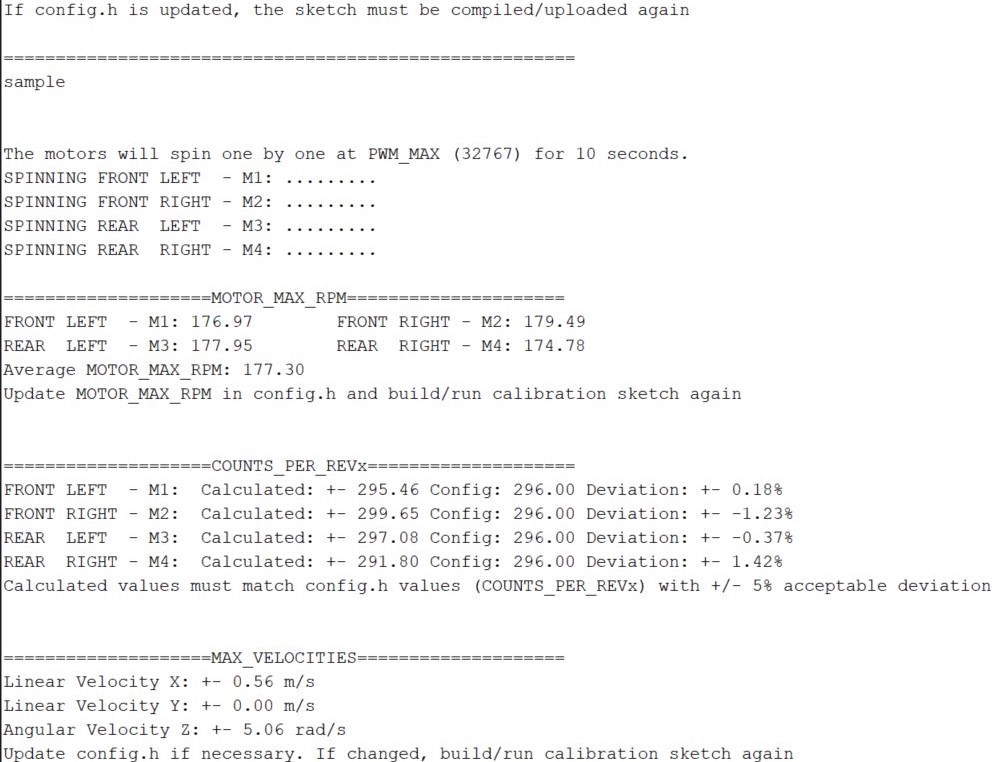 If config.h is updated, the sketch must be compiled/uploaded again
=======================================================
sample
The motors will spin one by one at PWM_MAX (32767) for 10 seconds.
SPINNING FRONT LEFT  - M1: .........
SPINNING FRONT RIGHT - M2: .........
SPINNING REAR  LEFT  - M3: .........
SPINNING REAR  RIGHT - M4: .........
====================MOTOR_MAX_RPM=====================
FRONT LEFT  - M1: 176.97        FRONT RIGHT - M2: 179.49
REAR  LEFT  - M3: 177.95        REAR  RIGHT - M4: 174.78
Average MOTOR_MAX_RPM: 177.30
Update MOTOR_MAX_RPM in config.h and build/run calibration sketch again
====================COUNTS_PER_REVx====================
FRONT LEFT  - M1:  Calculated: +- 295.46 Config: 296.00 Deviation: +- 0.18%
FRONT RIGHT - M2:  Calculated: +- 299.65 Config: 296.00 Deviation: +- -1.23%
REAR  LEFT  - M3:  Calculated: +- 297.08 Config: 296.00 Deviation: +- -0.37%
REAR  RIGHT - M4:  Calculated: +- 291.80 Config: 296.00 Deviation: +- 1.42%
Calculated values must match config.h values (COUNTS_PER_REVx) with +/- 5% acceptable deviation
====================MAX_VELOCITIES====================
Linear Velocity X: +- 0.56 m/s
Linear Velocity Y: +- 0.00 m/s
Angular Velocity Z: +- 5.06 rad/s
Update config.h if necessary. If changed, build/run calibration sketch again